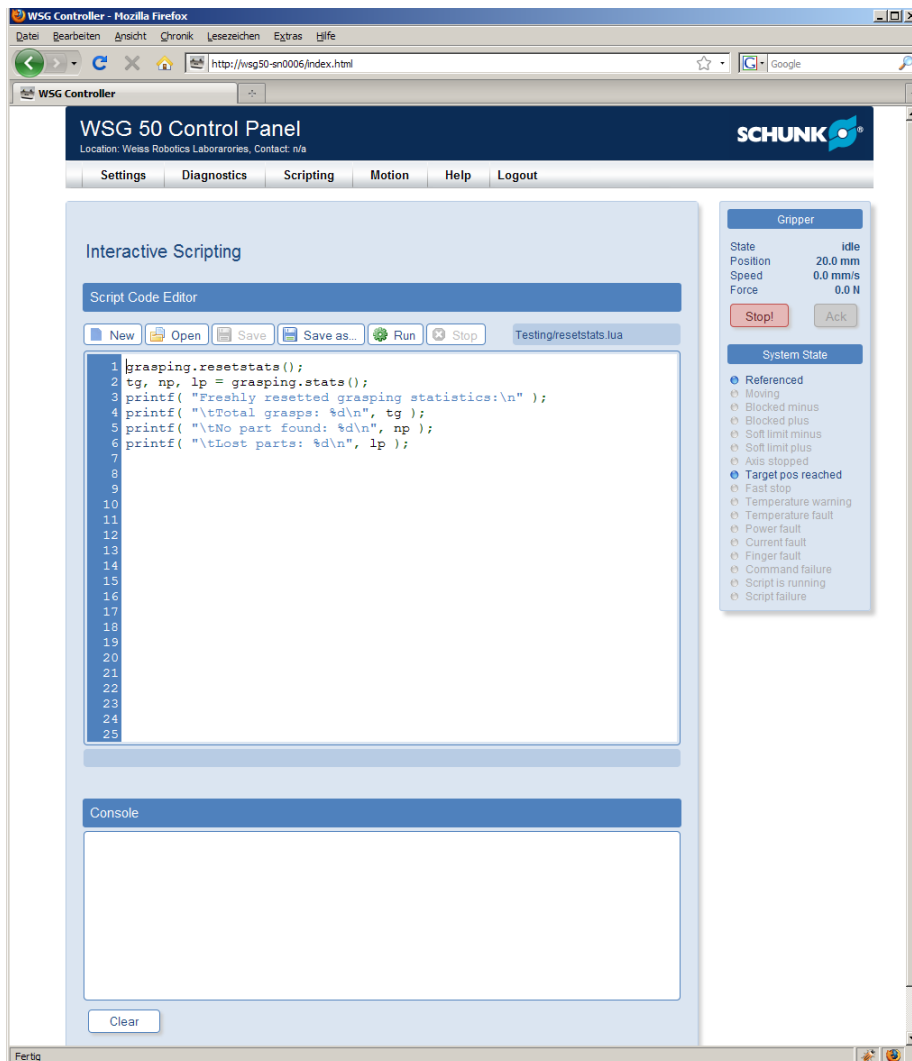 WSG Controller - Mozilla Firefox
Datei Bearbeiten Ansicht Chronik Lesezeichen Extras Hilfe
http://wsg50-sn0006/index.html
G Google
WSG Controller
WSG 50 Control Panel
Location: Weiss Robotics Laborarories, Contact: n/a
SCHUNK ®
Settings Diagnostics Scripting Motion Help Logout
Interactive Scripting
Script Code Editor
New Open Save Save as... Run Stop Testing/resetstats.lua
1 grasping.resetstats();
2 tg, np, lp = grasping.stats();
3 printf( "Freshly resetted grasping statistics:\n" );
4 printf( "\tTotal grasps: %d\n", tg );
5 printf( "\tNo part found: %d\n", np );
6 printf( "\tLost parts: %d\n", lp );
7
8
9
10
11
12
13
14
15
16
17
18
19
20
21
22
23
24
25
Console
Clear
Gripper
State idle
Position 20.0 mm
Speed 0.0 mm/s
Force 0.0 N
Stop! Ack
System State
Referenced
Moving
Blocked minus
Blocked plus
Soft limit minus
Soft limit plus
Axis stopped
Target pos reached
Fast stop
Temperature warning
Temperature fault
Power fault
Current fault
Finger fault
Command failure
Script is running
Script failure
Fertig